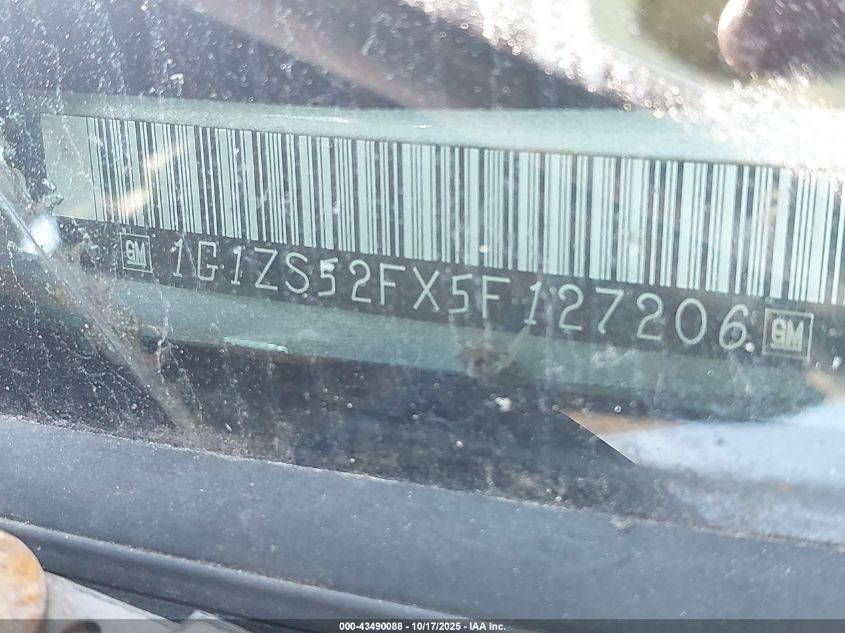 GM 1G1ZS52FX5F127206 GM
000-43490088 - 10/17/2025 - IAA Inc.